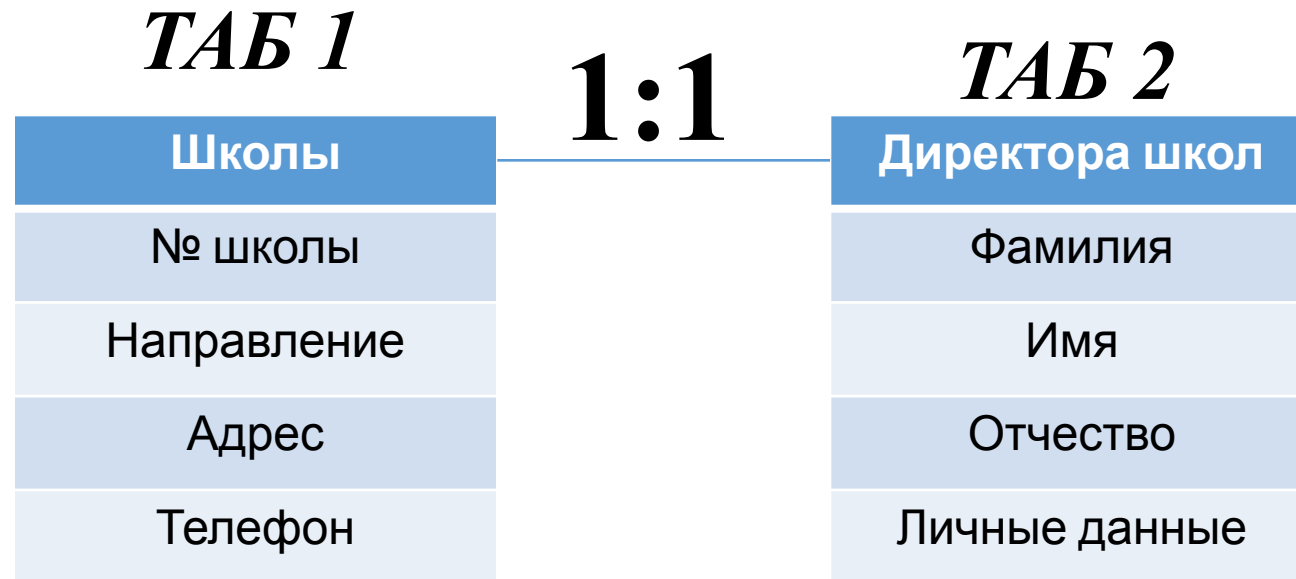 ТАБ 1
1:1
ТАБ 2
Школы
№ школы
Направление
Адрес
Телефон
Директора школ
Фамилия
Имя
Отчество
Личные данные